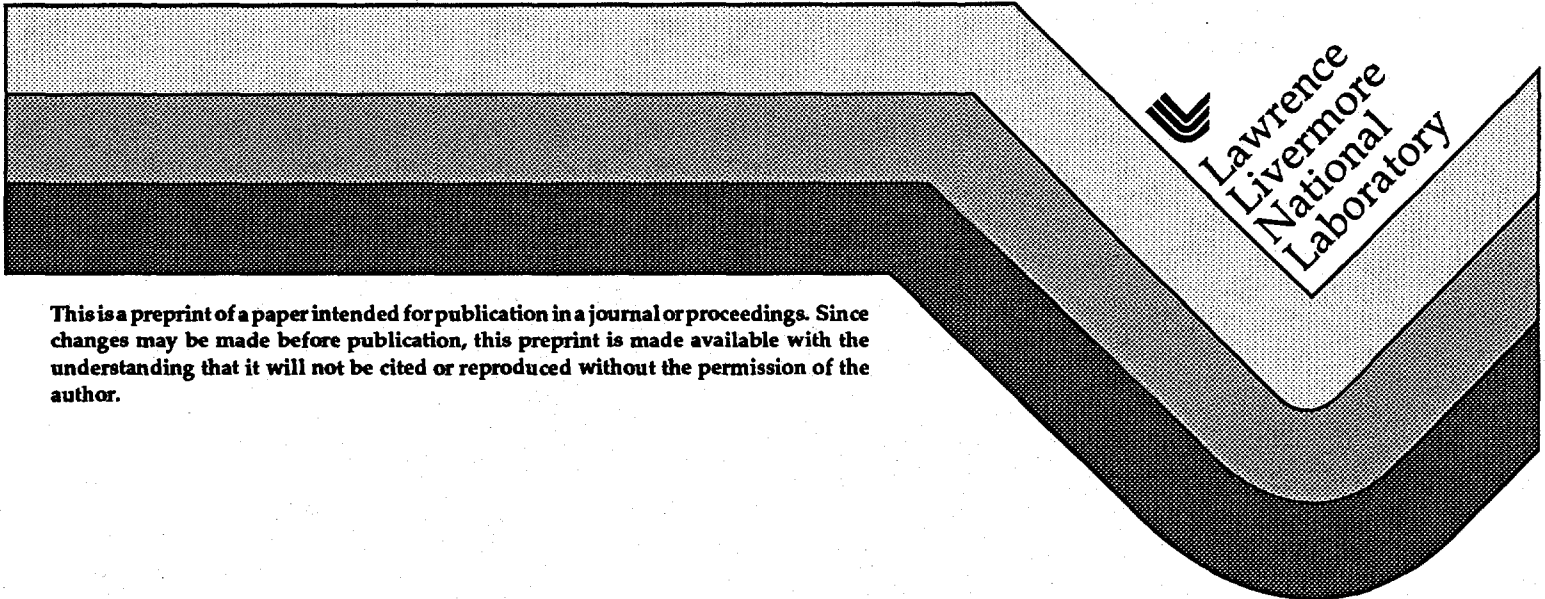 Lawrence
Livermore
National
Laboratory
This is a preprint of a paper intended for publication in a journal or proceedings. Since
changes may be made before publication, this preprint is made available with the
understanding that it will not be cited or reproduced without the permission of the
author.